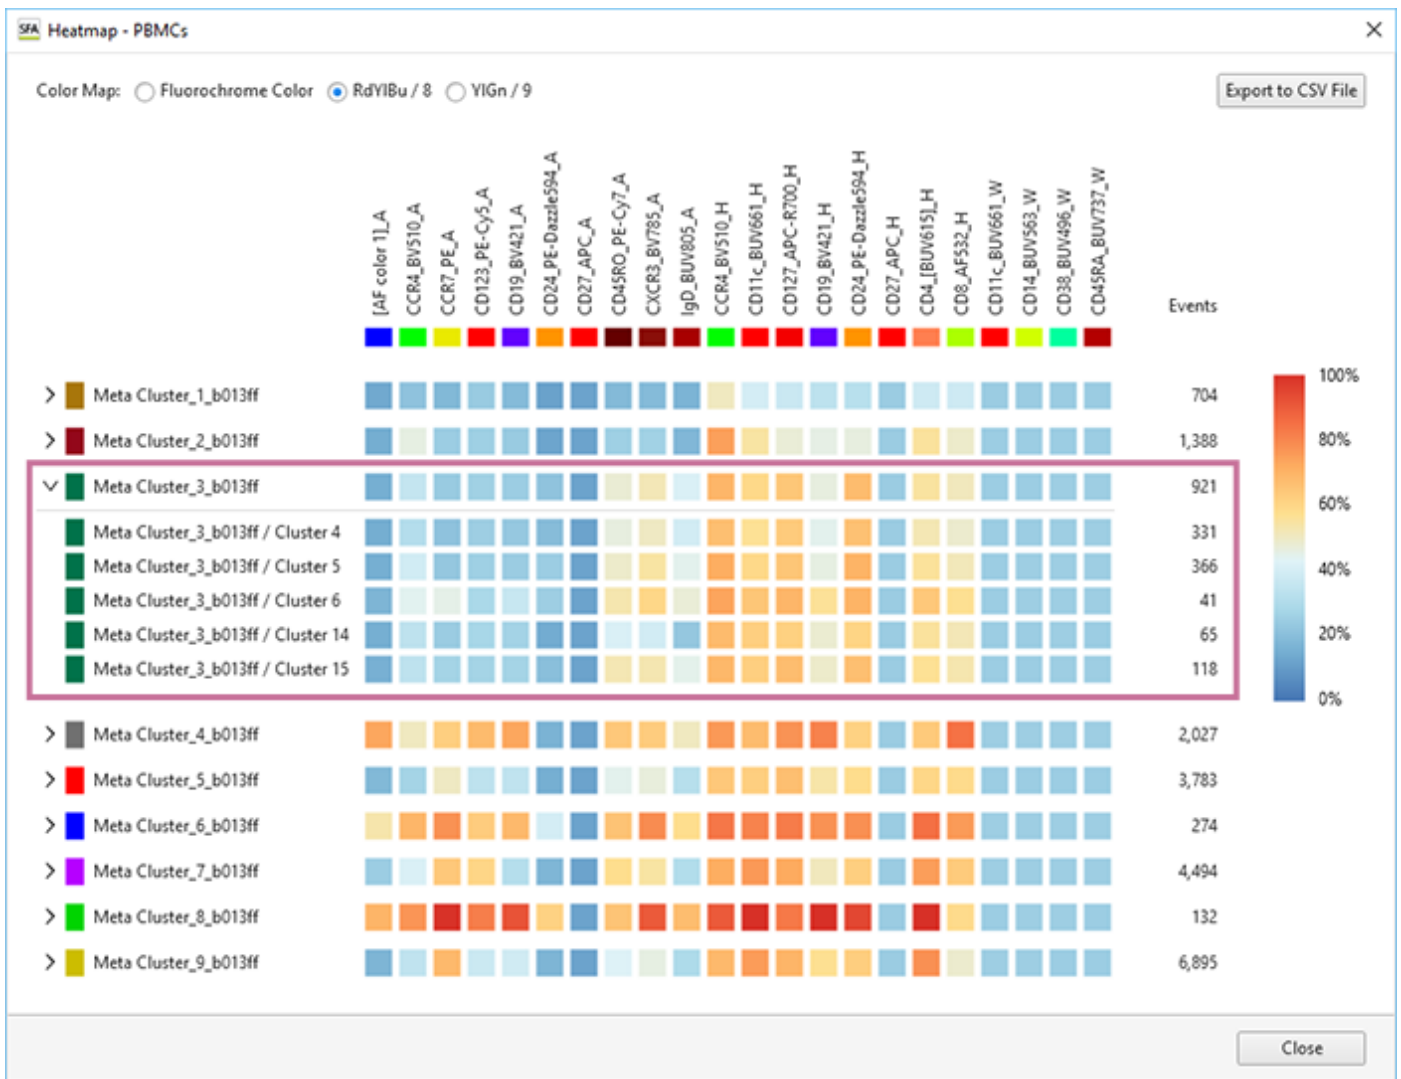 SFA Heatmap - PBMCs
Color Map: Fluorochrome Color RdYlBu / 8 YlGn / 9 Export to CSV File
[AF color 1]_A
CCR4_BV510_A
CCR7_PE_A
CD123_PE-Cy5_A
CD19_BV421_A
CD24_PE-Dazzle594_A
CD27_APC_A
CD45RO_PE-Cy7_A
CXCR3_BV785_A
IgD_BUV805_A
CCR4_BV510_H
CD11c_BUV661_H
CD127_APC-R700_H
CD19_BV421_H
CD24_PE-Dazzle594_H
CD27_APC_H
CD4_[BUV615]_H
CD8_AF532_H
CD11c_BUV661_W
CD14_BUV563_W
CD38_BUV496_W
CD45RA_BUV737_W
Events
Meta Cluster_1_b013ff 704
Meta Cluster_2_b013ff 1,388
Meta Cluster_3_b013ff 921
Meta Cluster_3_b013ff / Cluster 4 331
Meta Cluster_3_b013ff / Cluster 5 366
Meta Cluster_3_b013ff / Cluster 6 41
Meta Cluster_3_b013ff / Cluster 14 65
Meta Cluster_3_b013ff / Cluster 15 118
Meta Cluster_4_b013ff 2,027
Meta Cluster_5_b013ff 3,783
Meta Cluster_6_b013ff 274
Meta Cluster_7_b013ff 4,494
Meta Cluster_8_b013ff 132
Meta Cluster_9_b013ff 6,895
100%
80%
60%
40%
20%
0%
Close